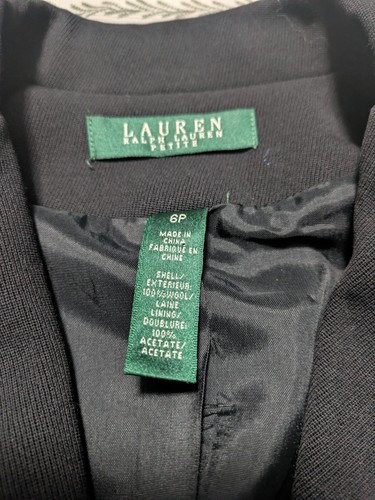 LAUREN
RALPH LAUREN
PETITE
6P
MADE IN
CHINA
FABRIQUE EN
CHINE
SHELL/
EXTERIEUR:
100%WOOL/
LAINE
LINING/
DOUBLURE:
100%
ACETATE/
ACETATE